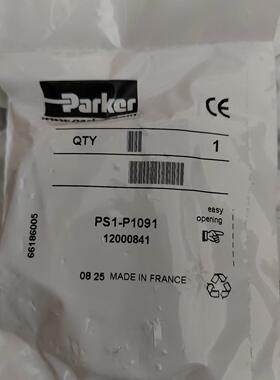 Parker
CE
QTY 1
easy
opening
PS1-P1091
12000841
66186005
08 25 MADE IN FRANCE